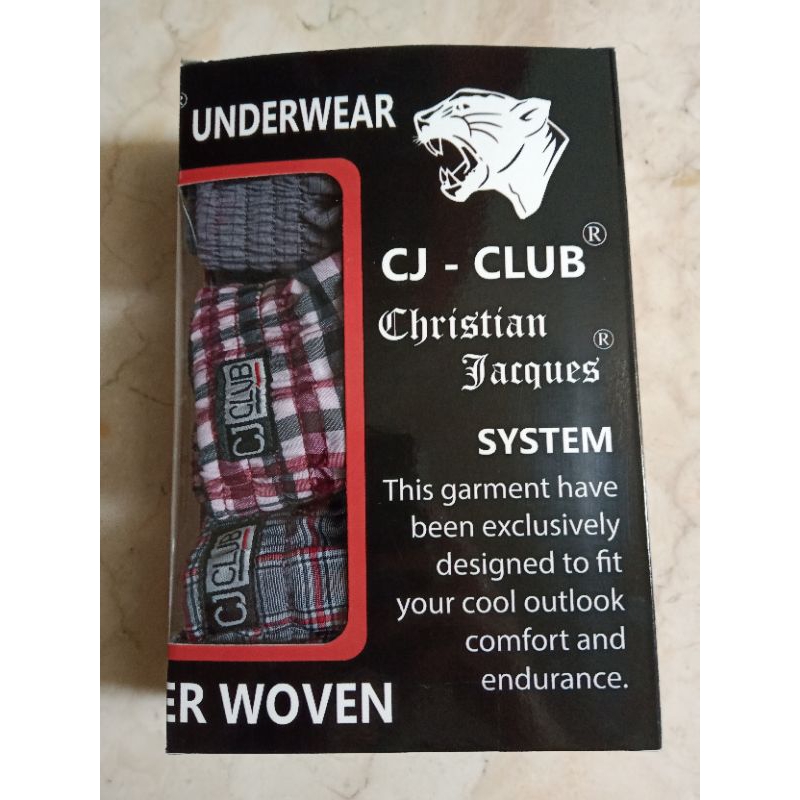 ® UNDERWEAR
CJ - CLUB®
Christian
Jacques®
CJ CLUB
CJ CLUB
SYSTEM
This garment have
been exclusively
designed to fit
your cool outlook
comfort and
endurance.
ER WOVEN